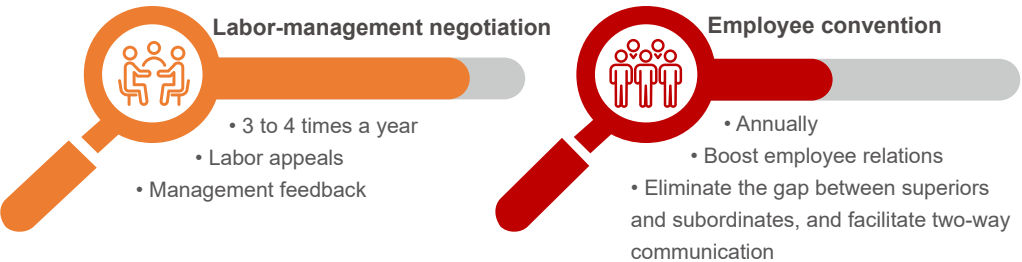 Labor-management negotiation
• 3 to 4 times a year
• Labor appeals
• Management feedback
Employee convention
• Annually
• Boost employee relations
• Eliminate the gap between superiors
and subordinates, and facilitate two-way
communication